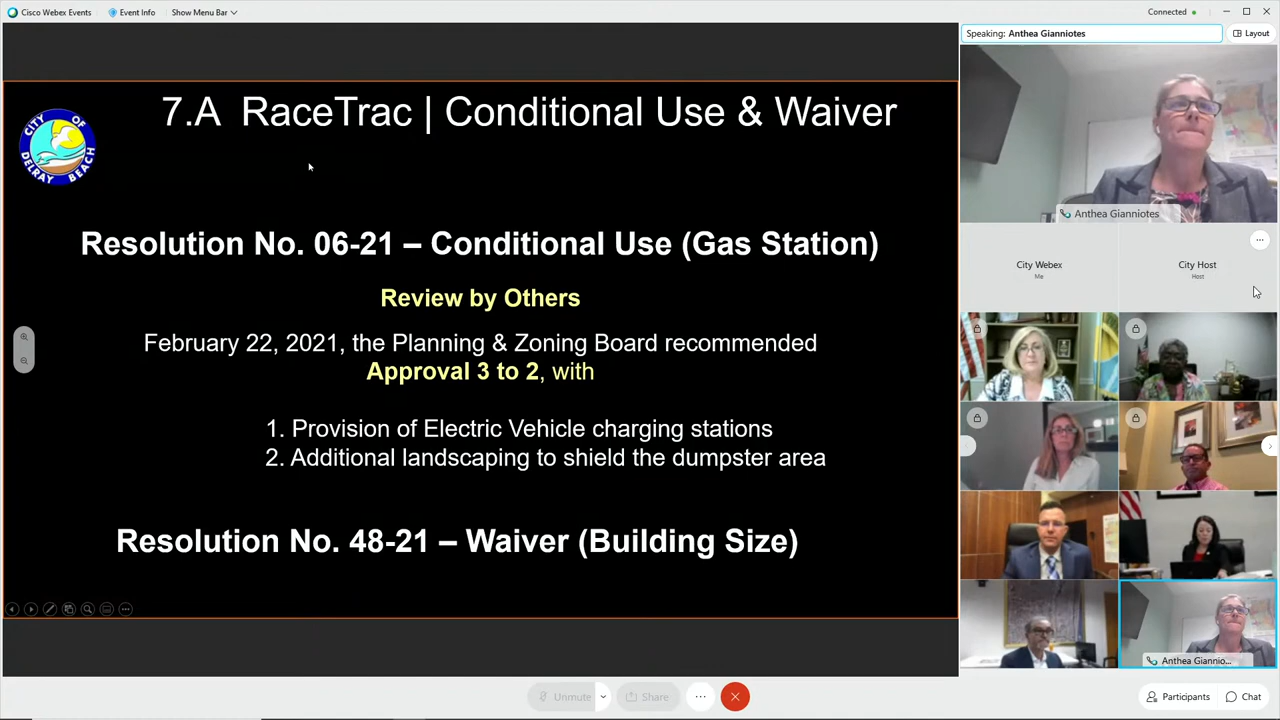 Cisco Webex Events
Event Info
Show Menu Bar
Connected
Speaking: Anthea Gianniotes
Layout
7.A RaceTrac | Conditional Use & Waiver
CITY OF
DELRAY BEACH
Resolution No. 06-21 – Conditional Use (Gas Station)
Review by Others
February 22, 2021, the Planning & Zoning Board recommended
Approval 3 to 2, with
1. Provision of Electric Vehicle charging stations
2. Additional landscaping to shield the dumpster area
Resolution No. 48-21 – Waiver (Building Size)
Anthea Gianniotes
City Webex
Me
City Host
Host
Anthea Giannio...
Unmute
Share
Participants
Chat